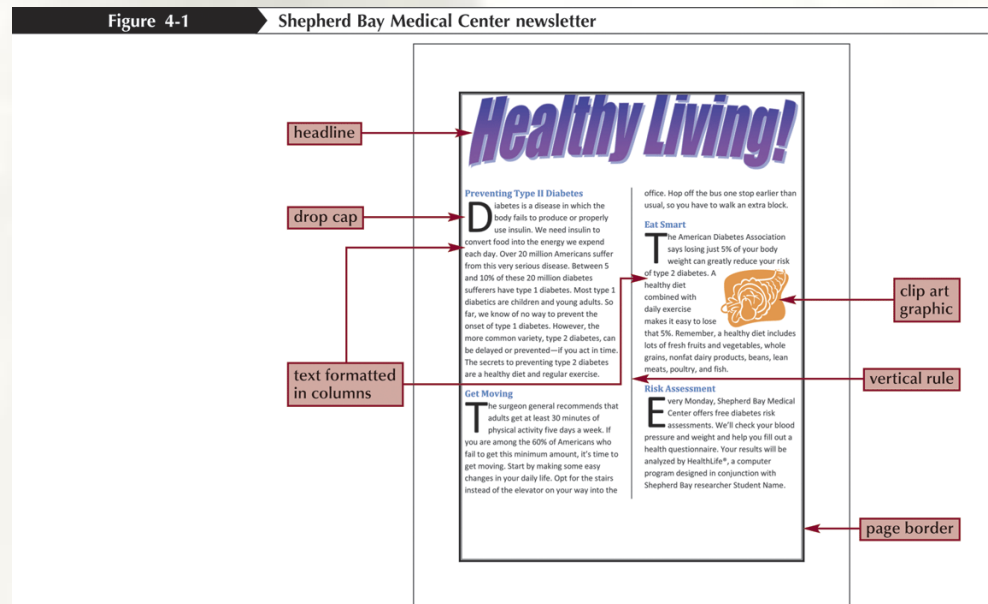 Figure 4-1
Shepherd Bay Medical Center newsletter
headline
drop cap
text formatted
in columns
Healthy Living!
Preventing Type II Diabetes
Diabetes is a disease in which the
body fails to produce or properly
use insulin. We need insulin to
convert food into the energy we expend
each day. Over 20 million Americans suffer
from this very serious disease. Between 5
and 10% of these 20 million diabetes
sufferers have type 1 diabetes. Most type 1
diabetics are children and young adults. So
far, we know of no way to prevent the
onset of type 1 diabetes. However, the
more common variety, type 2 diabetes, can
be delayed or prevented—if you act in time.
The secrets to preventing type 2 diabetes
are a healthy diet and regular exercise.
Get Moving
The surgeon general recommends that
adults get at least 30 minutes of
physical activity five days a week. If
you are among the 60% of Americans who
fail to get this minimum amount, it's time to
get moving. Start by making some easy
changes in your daily life. Opt for the stairs
instead of the elevator on your way into the
office. Hop off the bus one stop earlier than
usual, so you have to walk an extra block.
Eat Smart
The American Diabetes Association
says losing just 5% of your body
weight can greatly reduce your risk
of type 2 diabetes. A
healthy diet
combined with
daily exercise
makes it easy to lose
that 5%. Remember, a healthy diet includes
lots of fresh fruits and vegetables, whole
grains, nonfat dairy products, beans, lean
meats, poultry, and fish.
Risk Assessment
Every Monday, Shepherd Bay Medical
Center offers free diabetes risk
assessments. We'll check your blood
pressure and weight and help you fill out a
health questionnaire. Your results will be
analyzed by HealthLife®, a computer
program designed in conjunction with
Shepherd Bay researcher Student Name.
clip art
graphic
vertical rule
page border